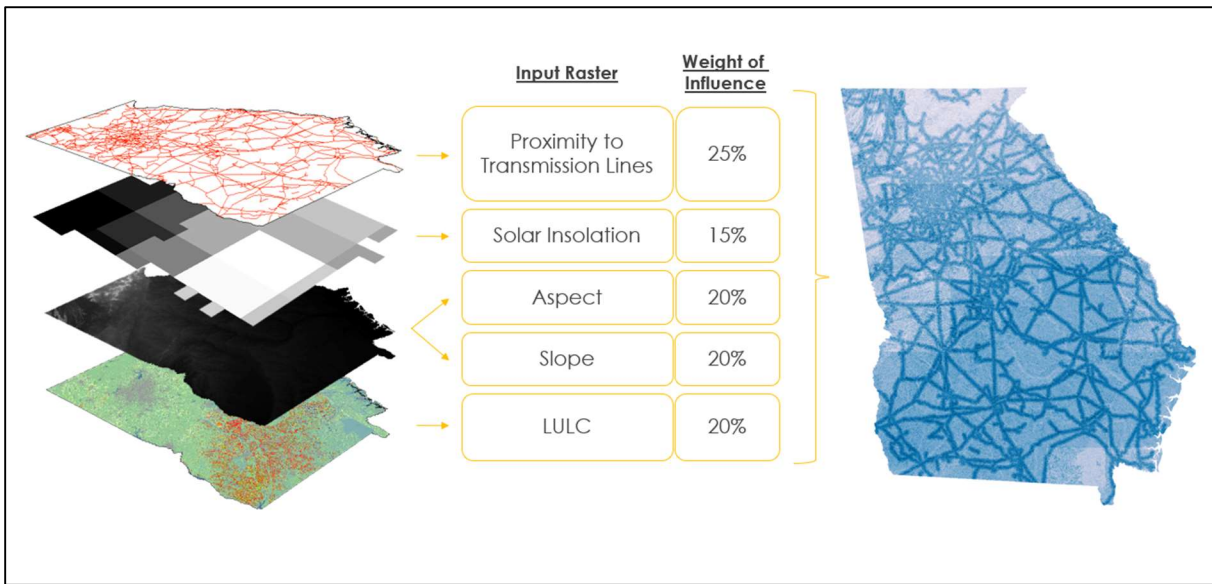 Input Raster
Weight of
Influence
Proximity to
Transmission Lines
25%
Solar Insolation
15%
Aspect
20%
Slope
20%
LULC
20%